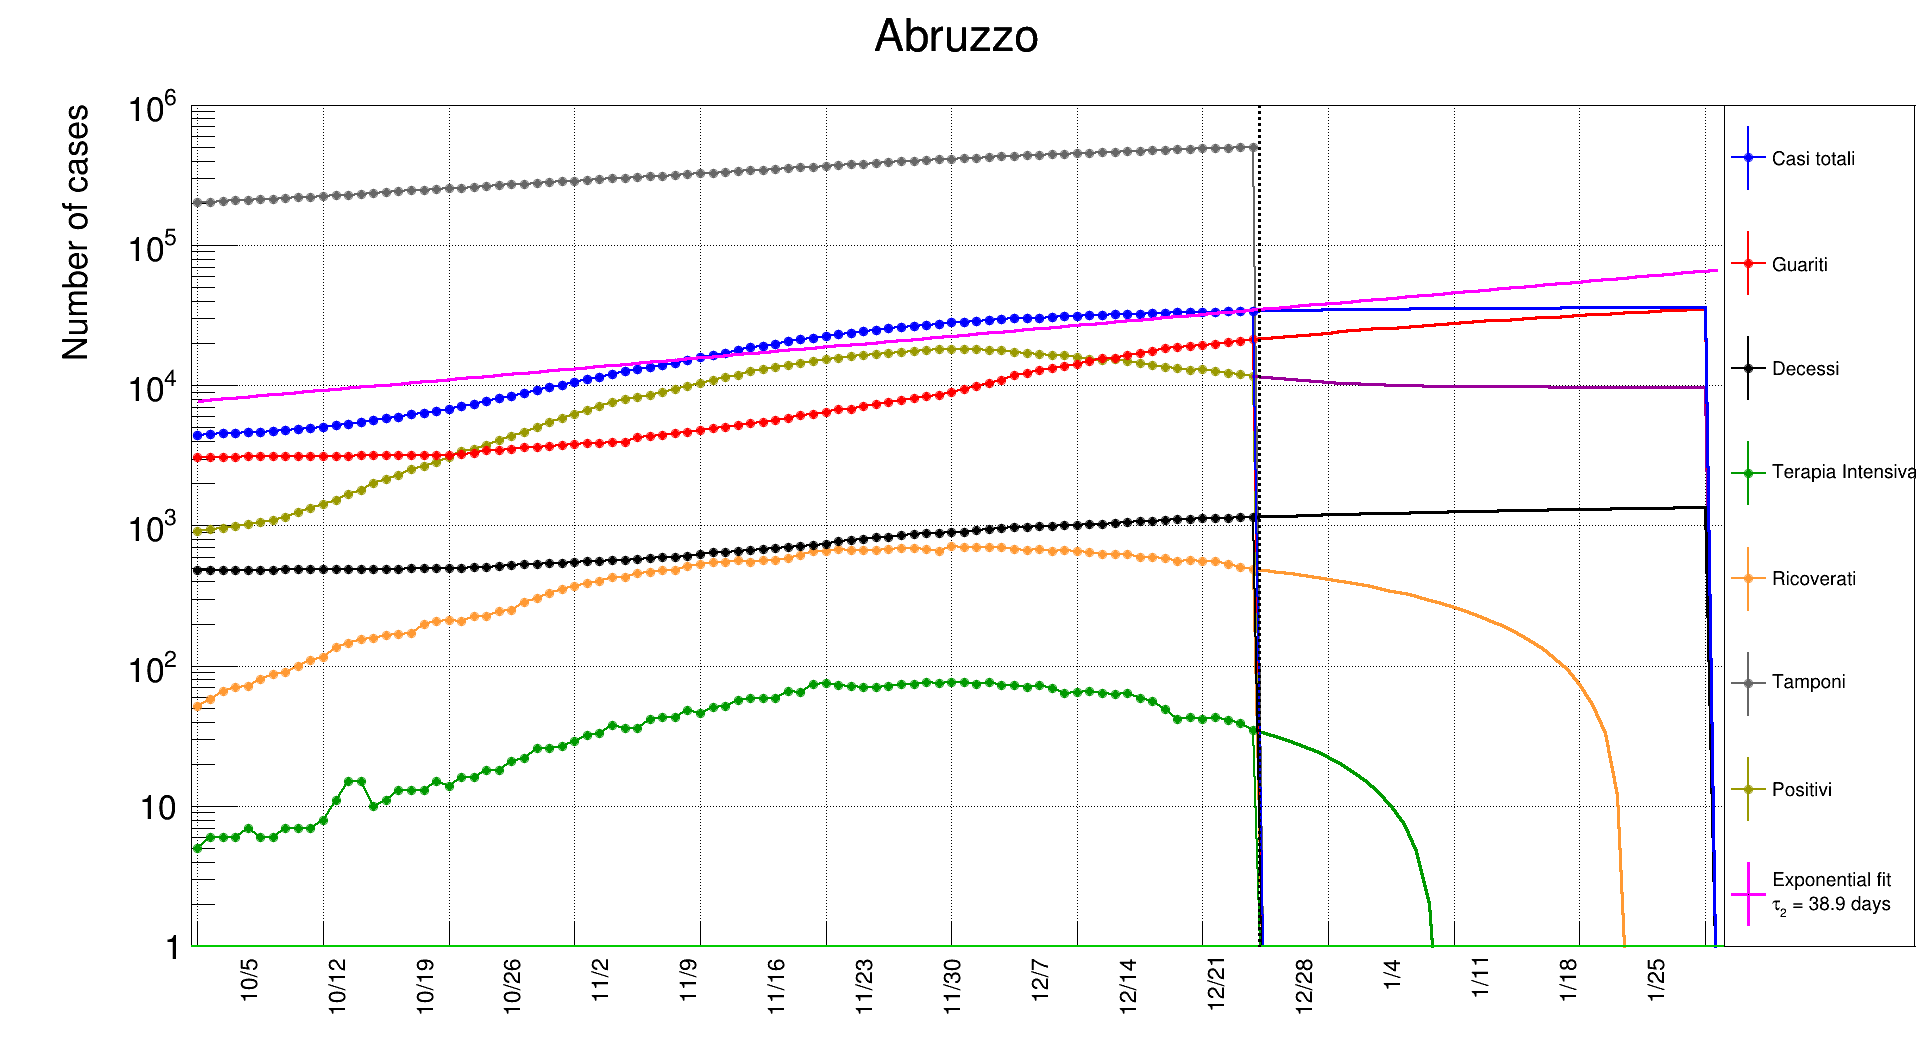 Abruzzo
Number of cases
10^6
10^5
10^4
10^3
10^2
10
1
10/5
10/12
10/19
10/26
11/2
11/9
11/16
11/23
11/30
12/7
12/14
12/21
12/28
1/4
1/11
1/18
1/25
Casi totali
Guariti
Decessi
Terapia Intensiva
Ricoverati
Tamponi
Positivi
Exponential fit
τ_2 = 38.9 days